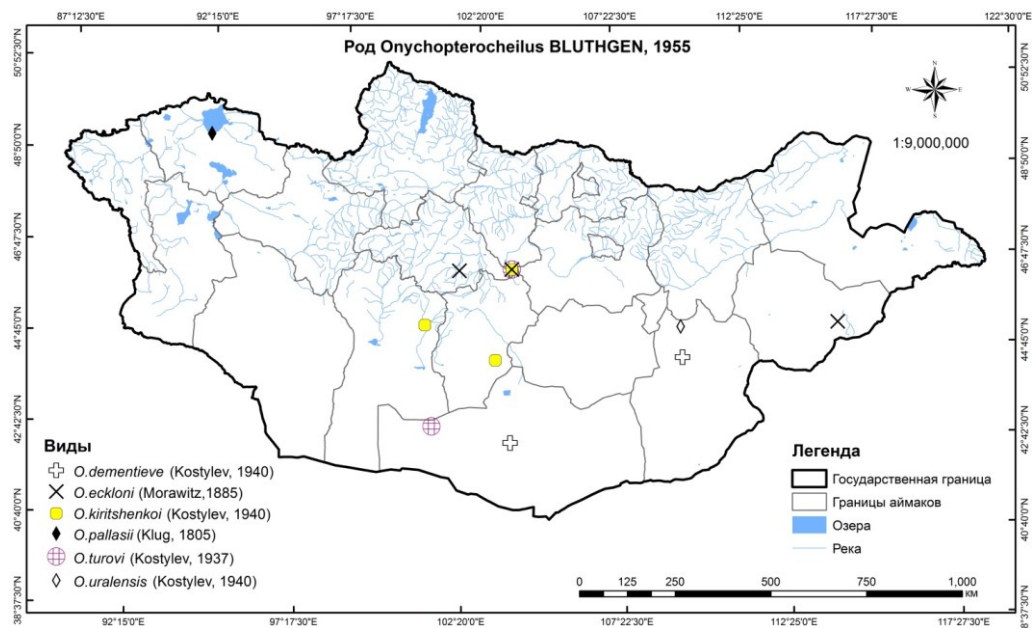 87°12'30"E 92°15'0"E 97°17'30"E 102°20'0"E 107°22'30"E 112°25'0"E 117°27'30"E 122°30'0"E
Род Onychopterocheilus BLUTHGEN, 1955
50°52'30"N
48°50'0"N
46°47'30"N
44°45'0"N
42°42'30"N
40°40'0"N
38°37'30"N
50°52'30"N
48°50'0"N
46°47'30"N
44°45'0"N
42°42'30"N
40°40'0"N
8°37'30"N
N
W E
S
1:9,000,000
Виды
O.dementieve (Kostylev, 1940)
O.eckloni (Morawitz,1885)
O.kiritshenkoi (Kostylev, 1940)
O.pallasii (Klug, 1805)
O.turovi (Kostylev, 1937)
O.uralensis (Kostylev, 1940)
Легенда
Государственная граница
Границы аймаков
Озера
Река
0 125 250 500 750 1,000
км
92°15'0"E 97°17'30"E 102°20'0"E 107°22'30"E 112°25'0"E 117°27'30"E